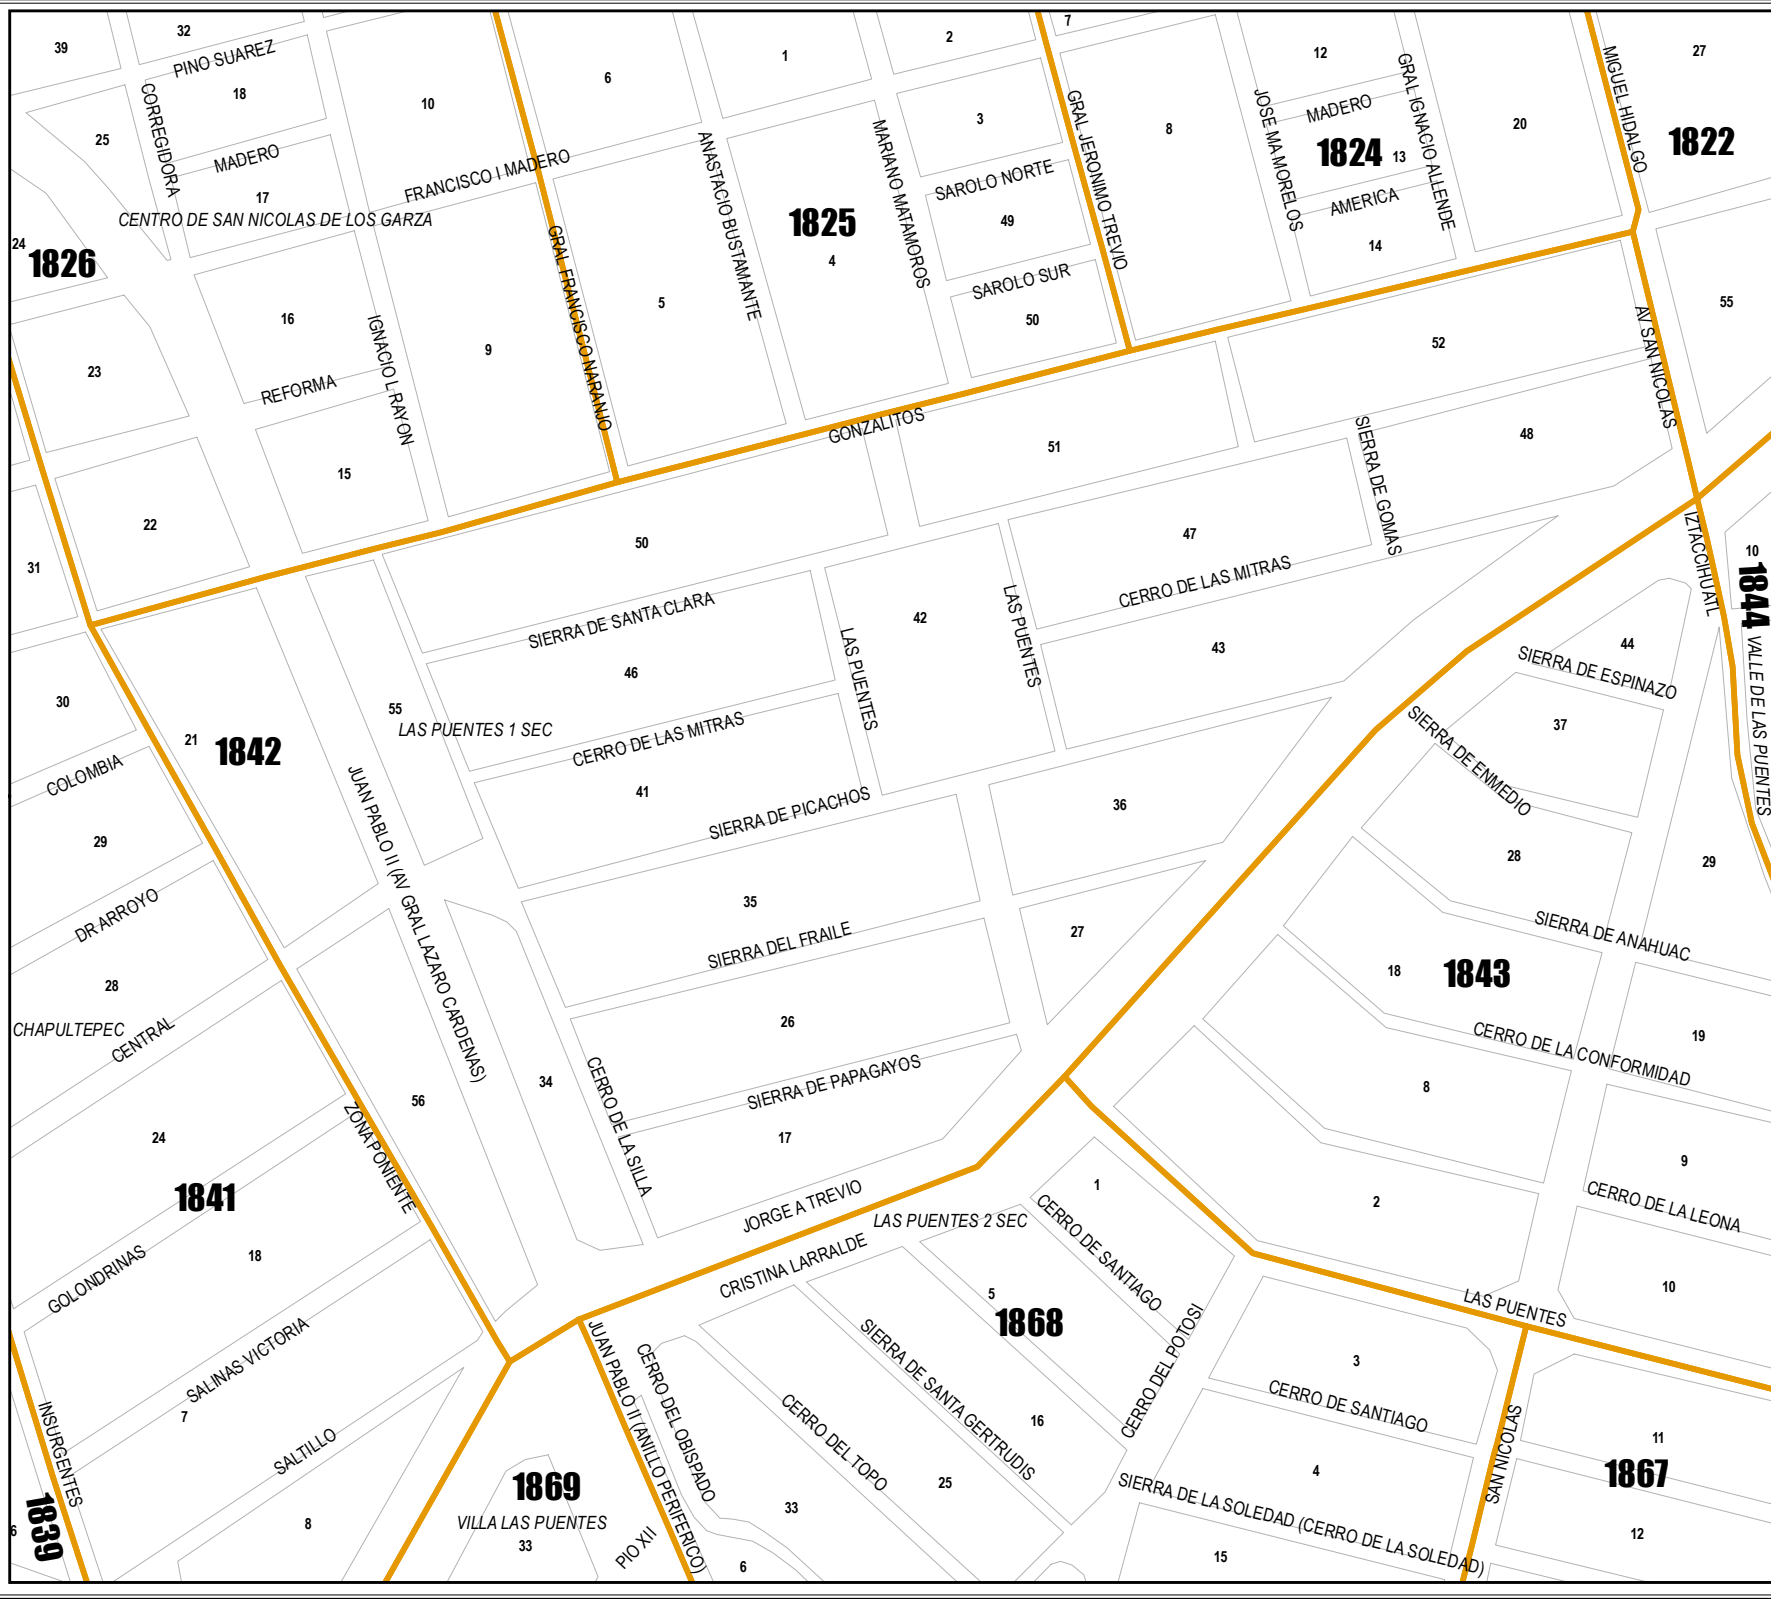 39
32
PINO SUAREZ
18
CORREGIDORA
25
MADERO
17
CENTRO DE SAN NICOLAS DE LOS GARZA
24
1826
10
FRANCISCO I MADERO
6
1
2
7
3
ANASTACIO BUSTAMANTE
MARIANO MATAMOROS
SAROLO NORTE
49
SAROLO SUR
50
1825
4
5
GRAL FRANCISCO NARANJO
GRAL JERONIMO TREVIO
8
12
MADERO
1824
13
JOSE MA MORELOS
AMERICA
14
GRAL IGNACIO ALLENDE
20
MIGUEL HIDALGO
27
1822
55
AV SAN NICOLAS
16
IGNACIO L RAYON
9
23
REFORMA
15
22
31
GONZALITOS
52
51
48
SIERRA DE GOMAS
50
47
CERRO DE LAS MITRAS
IZTACCIHUATL
10
1844
VALLE DE LAS PUENTES
SIERRA DE SANTA CLARA
46
42
LAS PUENTES
LAS PUENTES
43
44
SIERRA DE ESPINAZO
37
SIERRA DE ENMEDIO
30
21
1842
55
LAS PUENTES 1 SEC
CERRO DE LAS MITRAS
COLOMBIA
41
SIERRA DE PICACHOS
36
28
29
29
JUAN PABLO II (AV GRAL LAZARO CARDENAS)
35
SIERRA DEL FRAILE
27
DR ARROYO
SIERRA DE ANAHUAC
18
1843
28
CHAPULTEPEC
CENTRAL
26
CERRO DE LA CONFORMIDAD
19
34
56
CERRO DE LA SILLA
SIERRA DE PAPAGAYOS
17
8
ZONA PONIENTE
24
1841
9
CERRO DE LA LEONA
JORGE A TREVIO
LAS PUENTES 2 SEC
1
2
CERRO DE SANTIAGO
18
GOLONDRINAS
CRISTINA LARRALDE
5
1868
10
LAS PUENTES
SALINAS VICTORIA
7
JUAN PABLO II (ANILLO PERIFERICO)
CERRO DEL OBISPADO
SIERRA DE SANTA GERTRUDIS
CERRO DEL POTOSI
3
CERRO DE SANTIAGO
CERRO DEL TOPO
16
INSURGENTES
SALTILLO
25
4
SAN NICOLAS
11
1867
1869
VILLA LAS PUENTES
33
33
SIERRA DE LA SOLEDAD (CERRO DE LA SOLEDAD)
12
6
1839
8
PIO XII
6
15